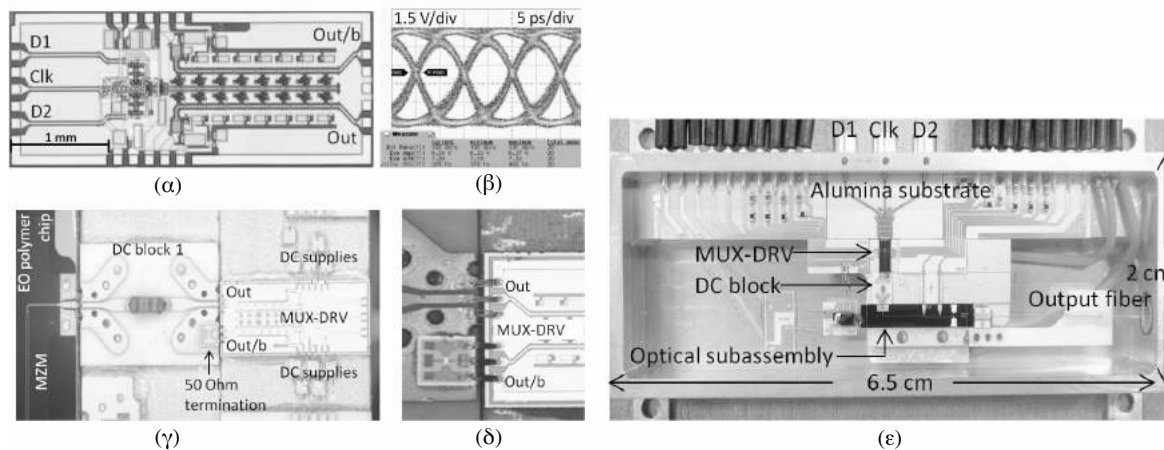 D1
Clk
D2
1 mm
Out/b
Out
(α)
1.5 V/div
5 ps/div
(β)
EO polymer chip
MZM
DC block 1
DC supplies
Out
MUX-DRV
Out/b
DC supplies
50 Ohm
termination
(γ)
Out
MUX-DRV
Out/b
(δ)
D1 Clk D2
Alumina substrate
MUX-DRV
DC block
2 cm
Output fiber
Optical subassembly
6.5 cm
(ε)